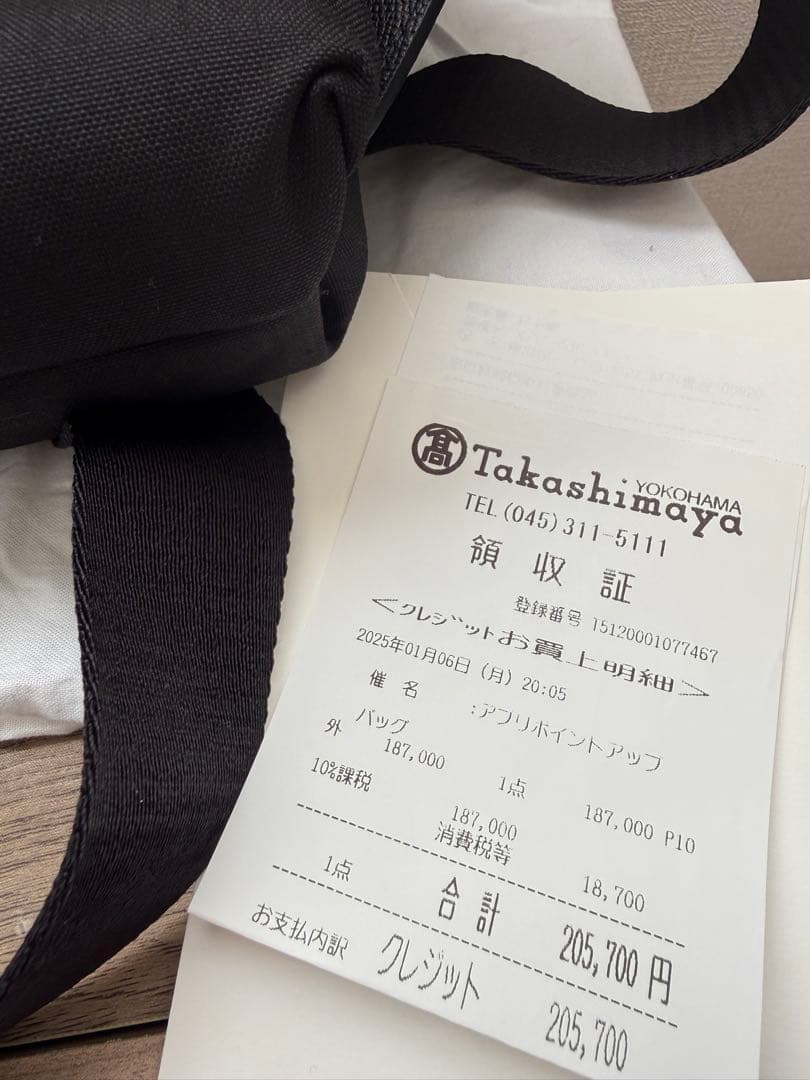 髙 Takashimaya YOKOHAMA
TEL (045)311-5111
領 収 証
登録番号 T5120001077467
<クレジットお買上明細>
2025年01月06日 (月) 20:05
催 名 :アプリポイントアップ
バッグ
外 187,000 1点 187,000 P10
10%課税 187,000
消費税等 18,700
1点 合 計 205,700円
お支払内訳 クレジット 205,700